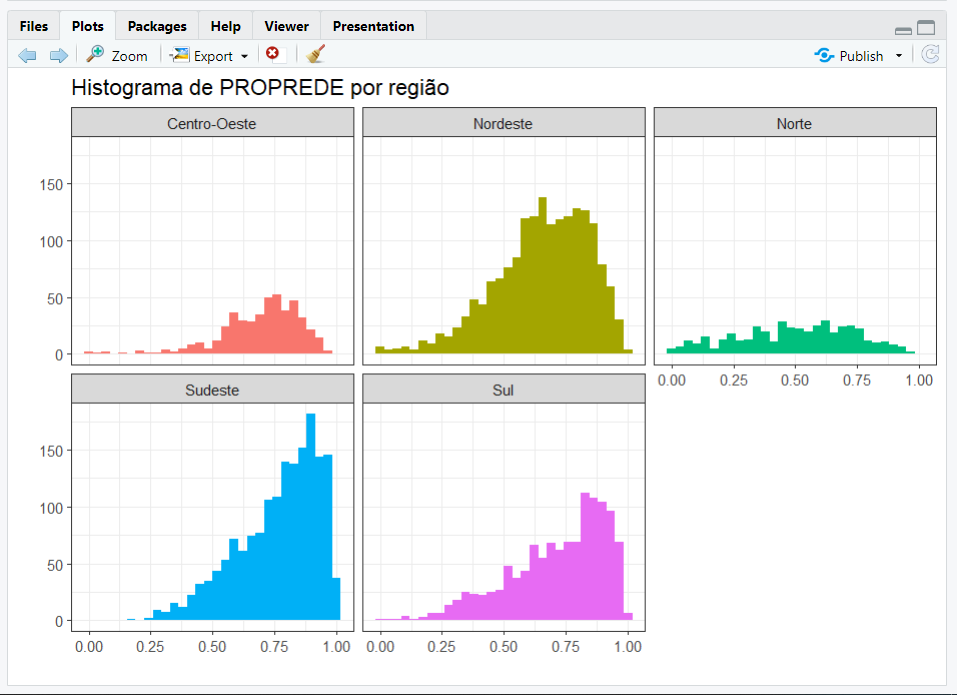 Files Plots Packages Help Viewer Presentation
Zoom Export Publish
Histograma de PROPREDE por região
Centro-Oeste Nordeste Norte
150
100
50
0
0.00 0.25 0.50 0.75 1.00
Sudeste Sul
150
100
50
0
0.00 0.25 0.50 0.75 1.00 0.00 0.25 0.50 0.75 1.00